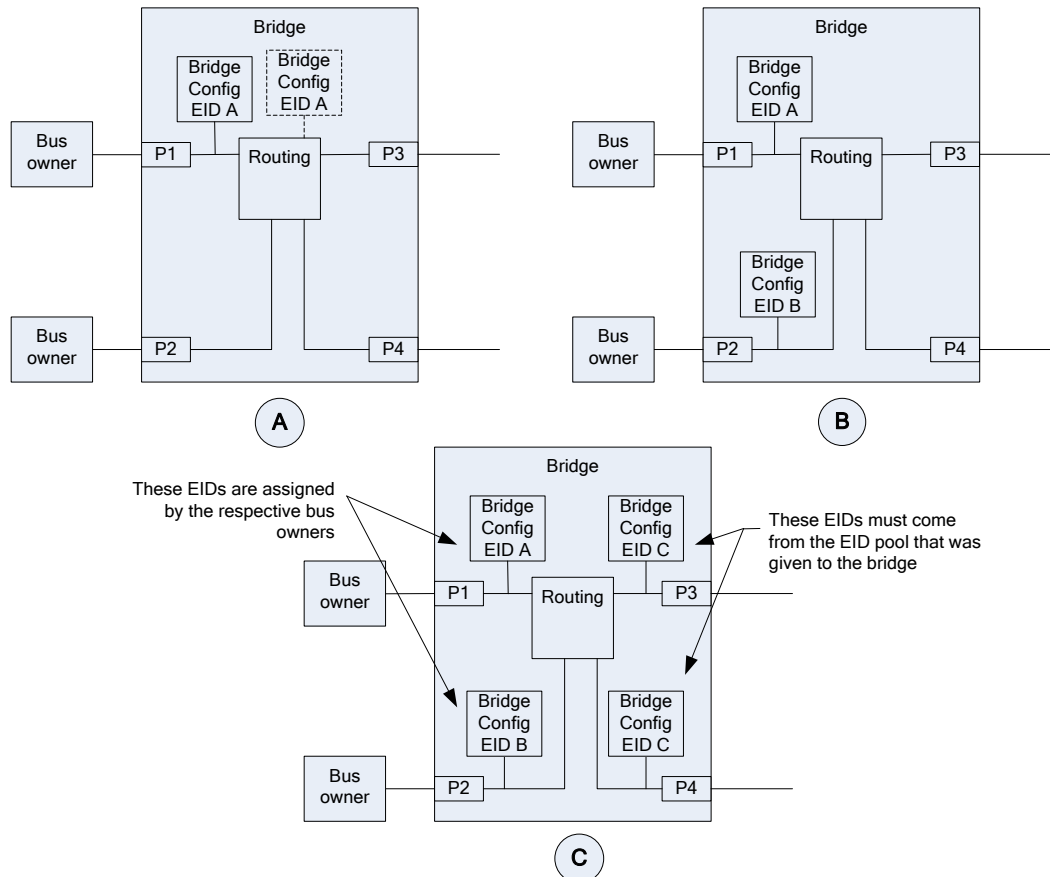 Bridge
Bridge
Config
EID A
Bridge
Config
EID A
Bus
owner
P1
Routing
P3
Bus
owner
P2
P4
A
Bridge
Bridge
Config
EID A
Bus
owner
P1
Routing
P3
Bridge
Config
EID B
Bus
owner
P2
P4
B
These EIDs are assigned
by the respective bus
owners
Bridge
Bridge
Config
EID A
Bridge
Config
EID C
These EIDs must come
from the EID pool that was
given to the bridge
Bus
owner
P1
Routing
P3
Bridge
Config
EID B
Bridge
Config
EID C
Bus
owner
P2
P4
C